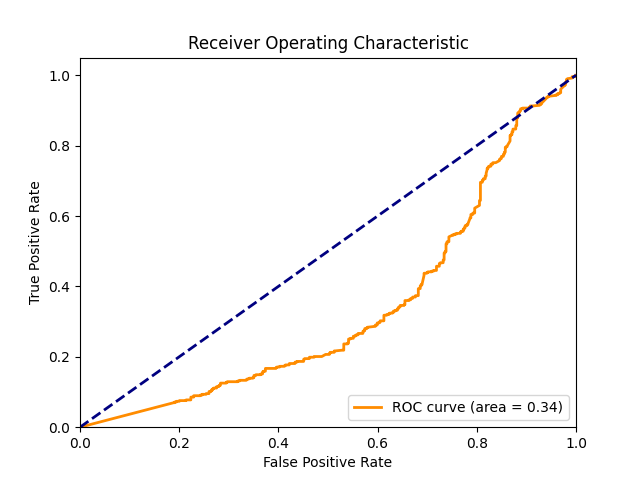 Receiver Operating Characteristic
1.0
0.8
0.6
0.4
0.2
0.0
True Positive Rate
ROC curve (area = 0.34)
0.0 0.2 0.4 0.6 0.8 1.0
False Positive Rate